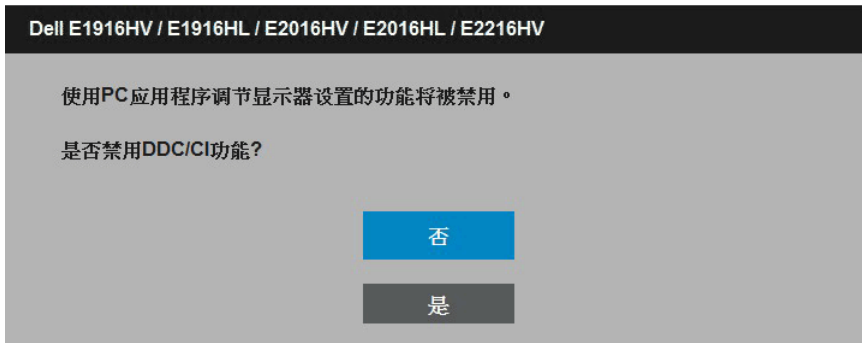 Dell E1916HV / E1916HL / E2016HV / E2016HL / E2216HV
使用PC应用程序调节显示器设置的功能将被禁用。
是否禁用DDC/CI功能?
否
是